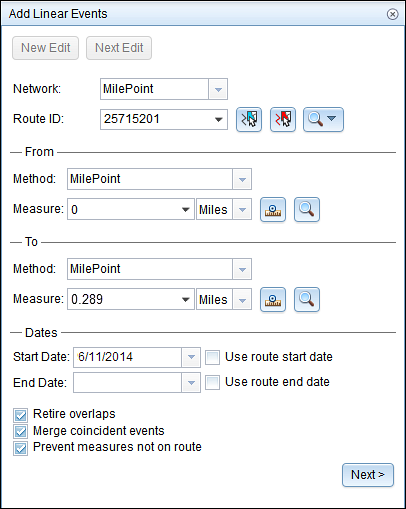 Add Linear Events
New Edit Next Edit
Network: MilePoint
Route ID: 25715201
From
Method: MilePoint
Measure: 0 Miles
To
Method: MilePoint
Measure: 0.289 Miles
Dates
Start Date: 6/11/2014 Use route start date
End Date: Use route end date
Retire overlaps
Merge coincident events
Prevent measures not on route
Next >